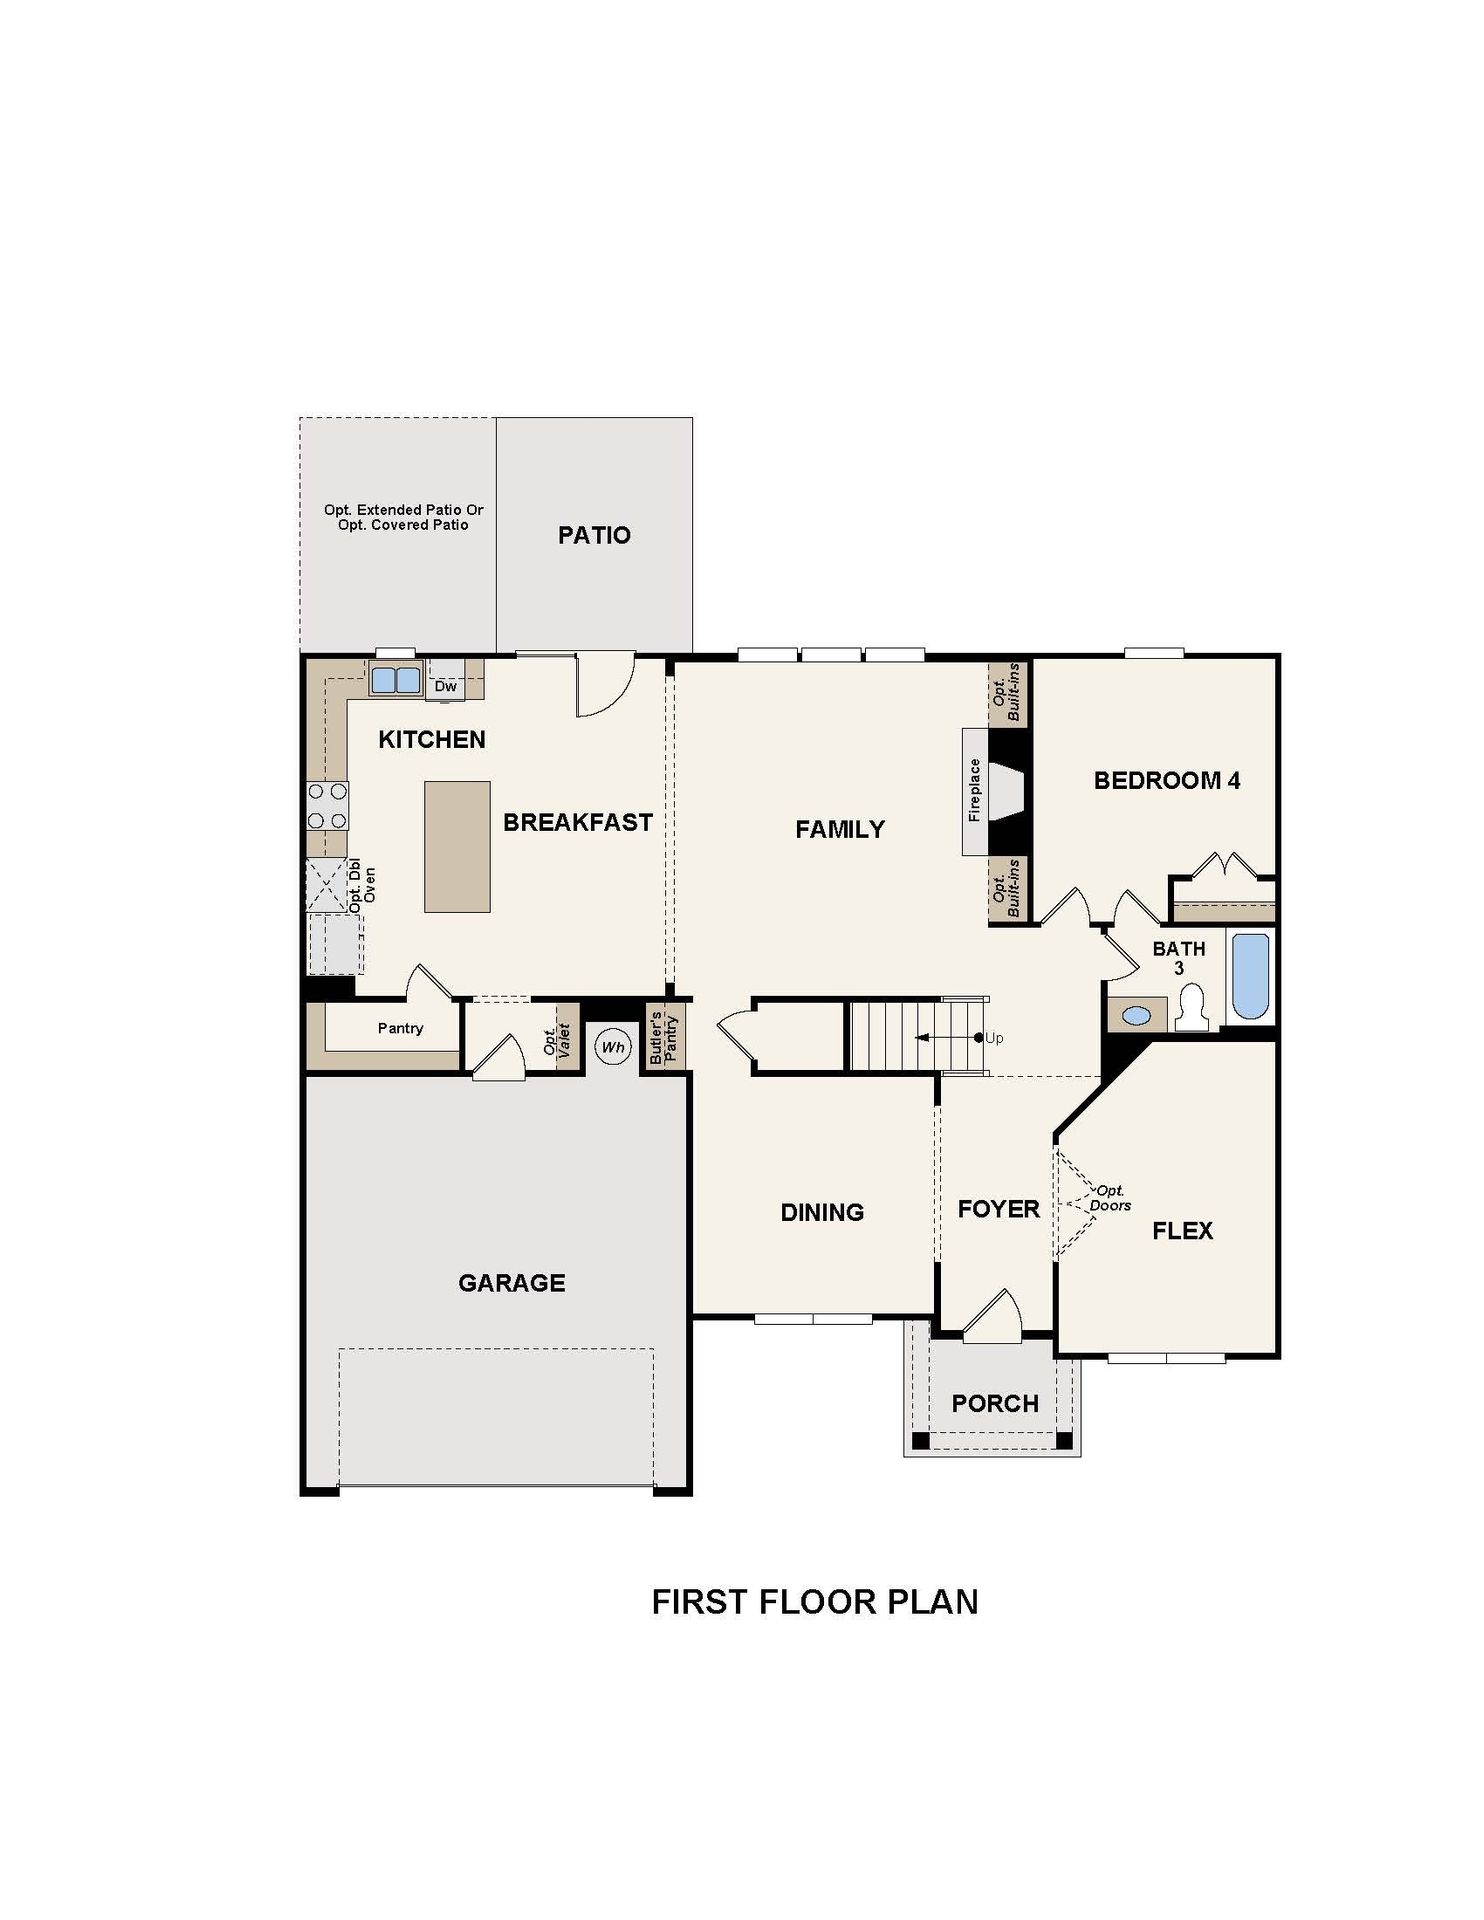 Opt. Extended Patio Or
Opt. Covered Patio
PATIO
Dw
KITCHEN
BREAKFAST
Opt. Dbl
Oven
FAMILY
Opt.
Built-ins
Fireplace
Opt.
Built-ins
BEDROOM 4
BATH
3
Pantry
Opt.
Valet
Wh
Butler's
Pantry
Up
Opt.
Doors
DINING
FOYER
FLEX
GARAGE
PORCH
FIRST FLOOR PLAN